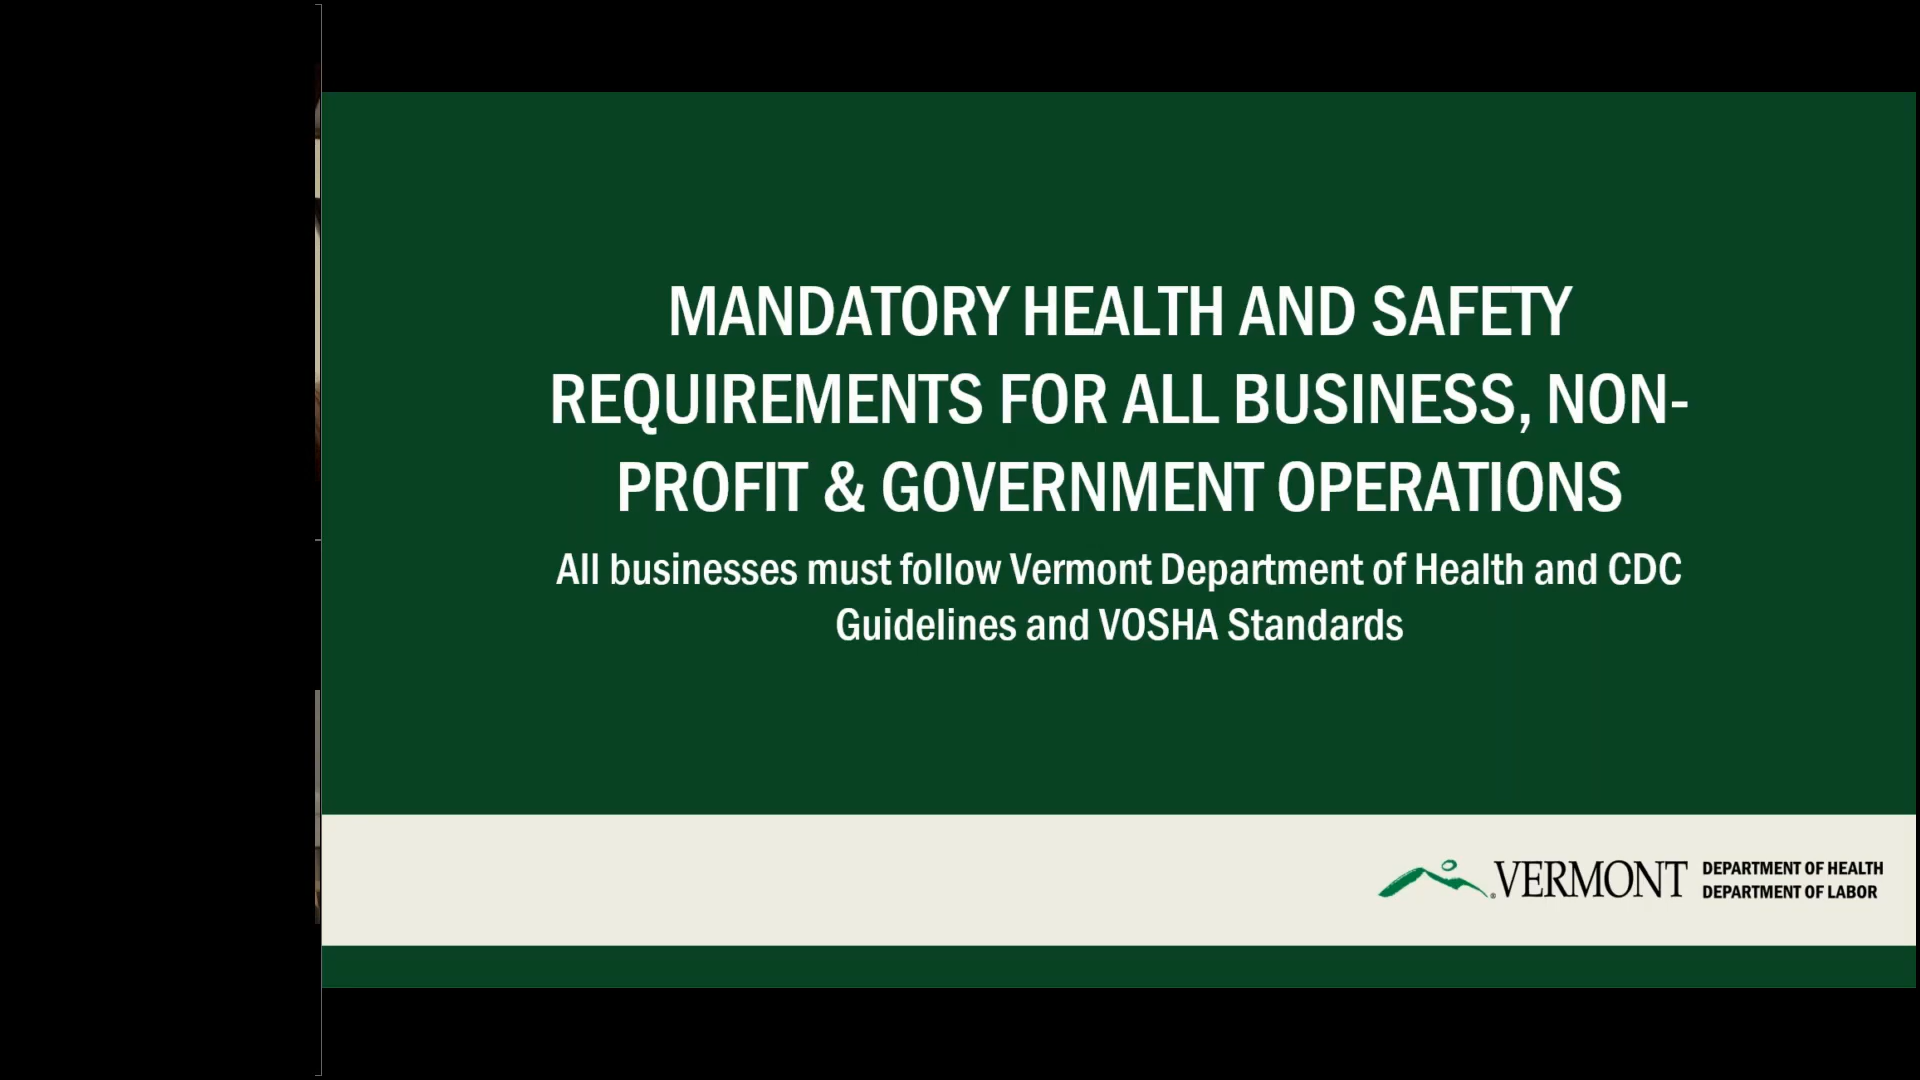 MANDATORY HEALTH AND SAFETY
REQUIREMENTS FOR ALL BUSINESS, NON-
PROFIT & GOVERNMENT OPERATIONS
All businesses must follow Vermont Department of Health and CDC
Guidelines and VOSHA Standards
VERMONT
DEPARTMENT OF HEALTH
DEPARTMENT OF LABOR